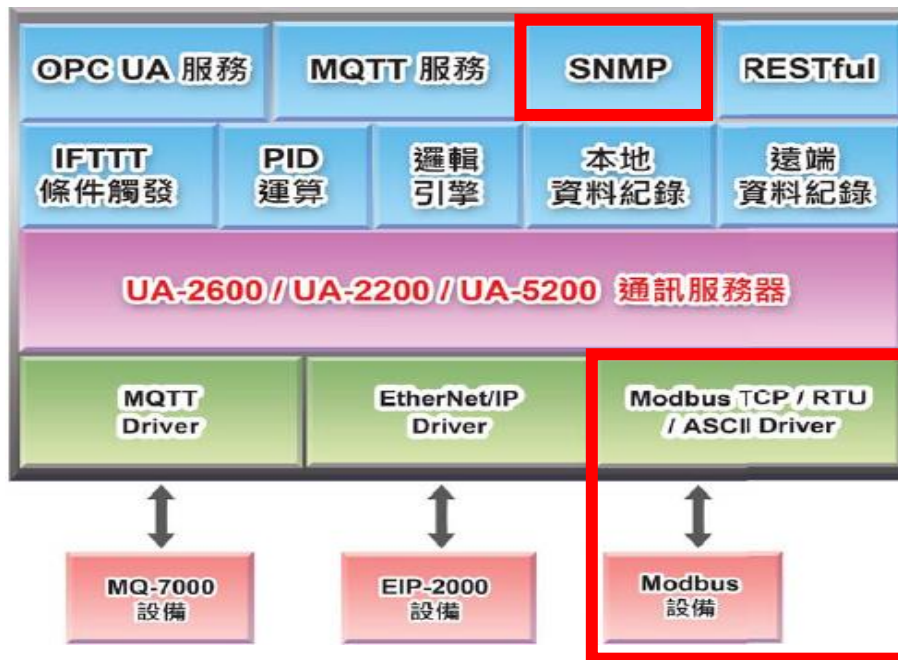 OPC UA 服務
MQTT 服務
SNMP
RESTful
IFTTT
條件觸發
PID
運算
邏輯
引擎
本地
資料紀錄
遠端
資料紀錄
UA-2600 / UA-2200 / UA-5200 通訊服務器
MQTT
Driver
EtherNet/IP
Driver
Modbus TCP / RTU
/ ASCII Driver
MQ-7000
設備
EIP-2000
設備
Modbus
設備